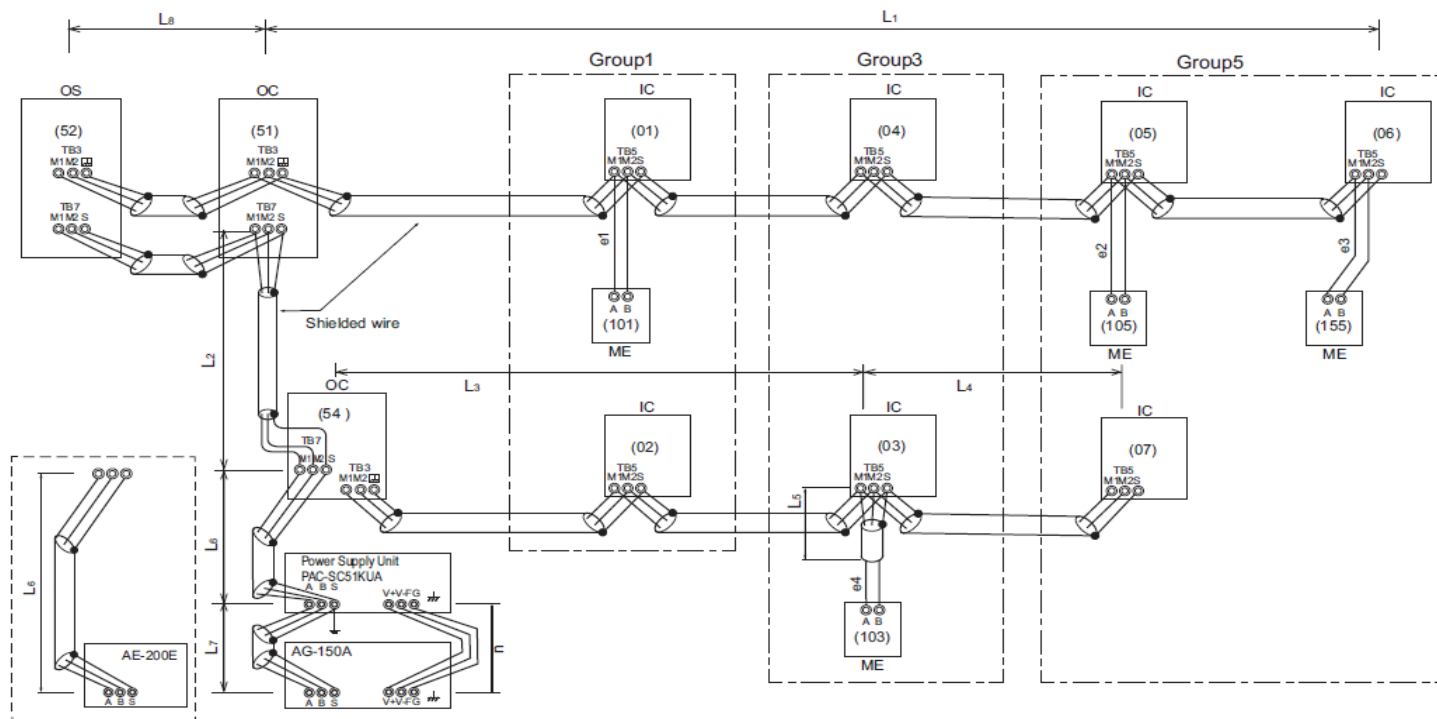 L8
L1
Group1
Group3
Group5
OS
OC
IC
IC
IC
IC
(52)
(51)
(01)
(04)
(05)
(06)
TB3
M1M2
TB3
M1M2
TB5
M1M2S
TB5
M1M2S
TB5
M1M2S
TB5
M1M2S
TB7
M1M2 S
TB7
M1M2 S
e1
e2
e3
Shielded wire
A B
(101)
ME
A B
(105)
ME
A B
(155)
ME
L2
L3
L4
OC
(54 )
TB7
M1M2 S
TB3
M1M2
IC
(02)
TB5
M1M2S
IC
(03)
TB5
M1M2S
IC
(07)
TB5
M1M2S
L5
L6
L6
Power Supply Unit
PAC-SC51KUA
A B S
V+V-FG
e4
A B
(103)
ME
L7
n
AE-200E
A B S
AG-150A
A B S
V+V-FG